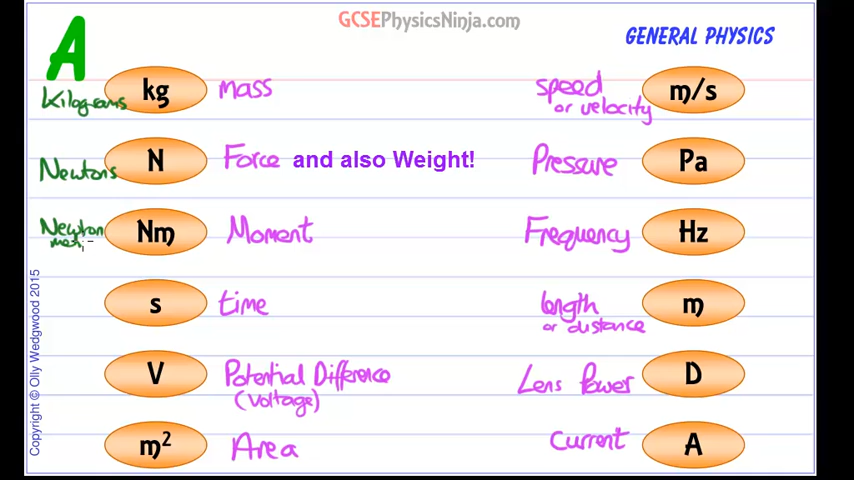 GCSEPhysicsNinja.com
A
GENERAL PHYSICS
Kilograms kg mass
speed or velocity m/s
Newtons N Force and also Weight!
Pressure Pa
Newton Nm Moment
Frequency Hz
s time
length or distance m
V Potential Difference (Voltage)
Lens Power D
m² Area
Current A
Copyright © Olly Wedgwood 2015